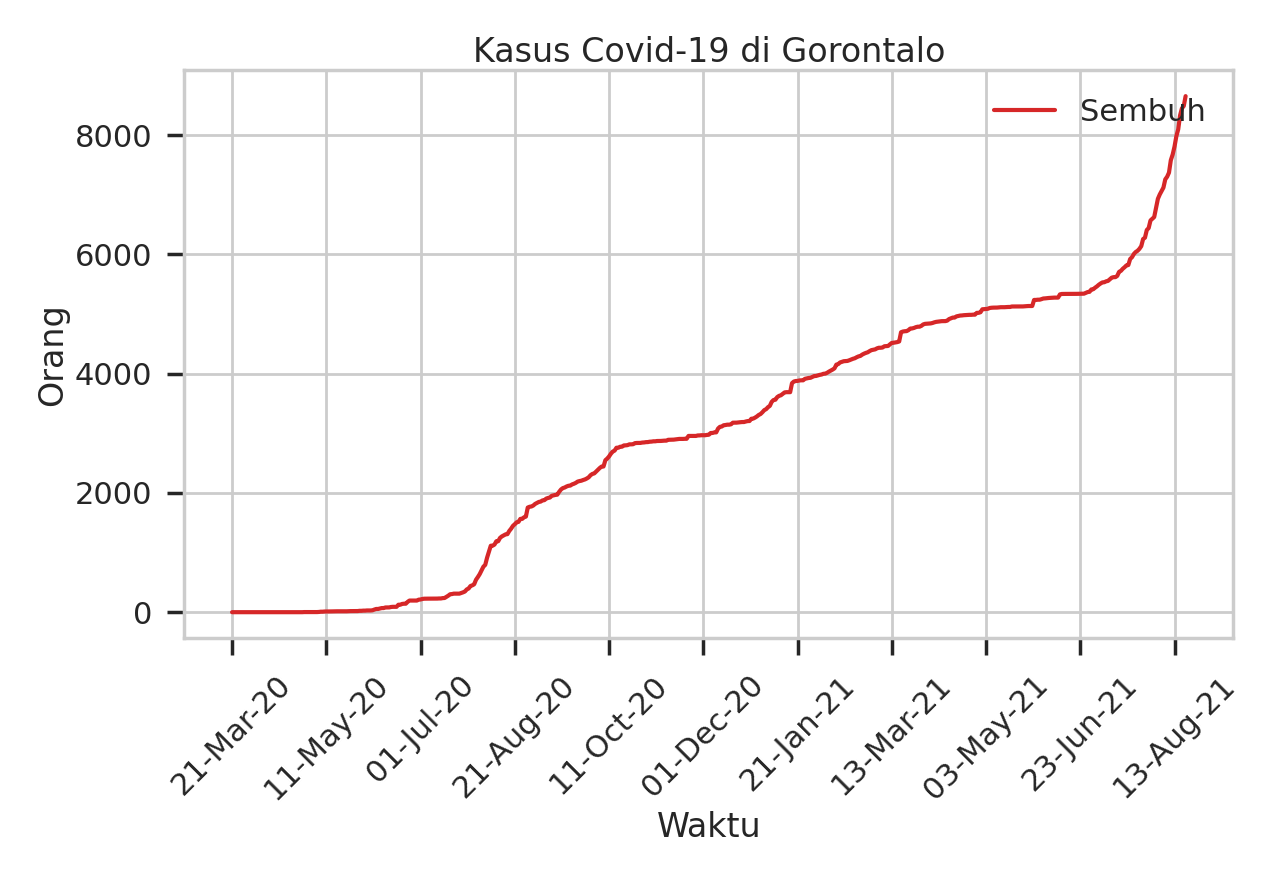 Kasus Covid-19 di Gorontalo
Sembuh
Orang
8000
6000
4000
2000
0
21-Mar-20
11-May-20
01-Jul-20
21-Aug-20
11-Oct-20
01-Dec-20
21-Jan-21
13-Mar-21
03-May-21
23-Jun-21
13-Aug-21
Waktu